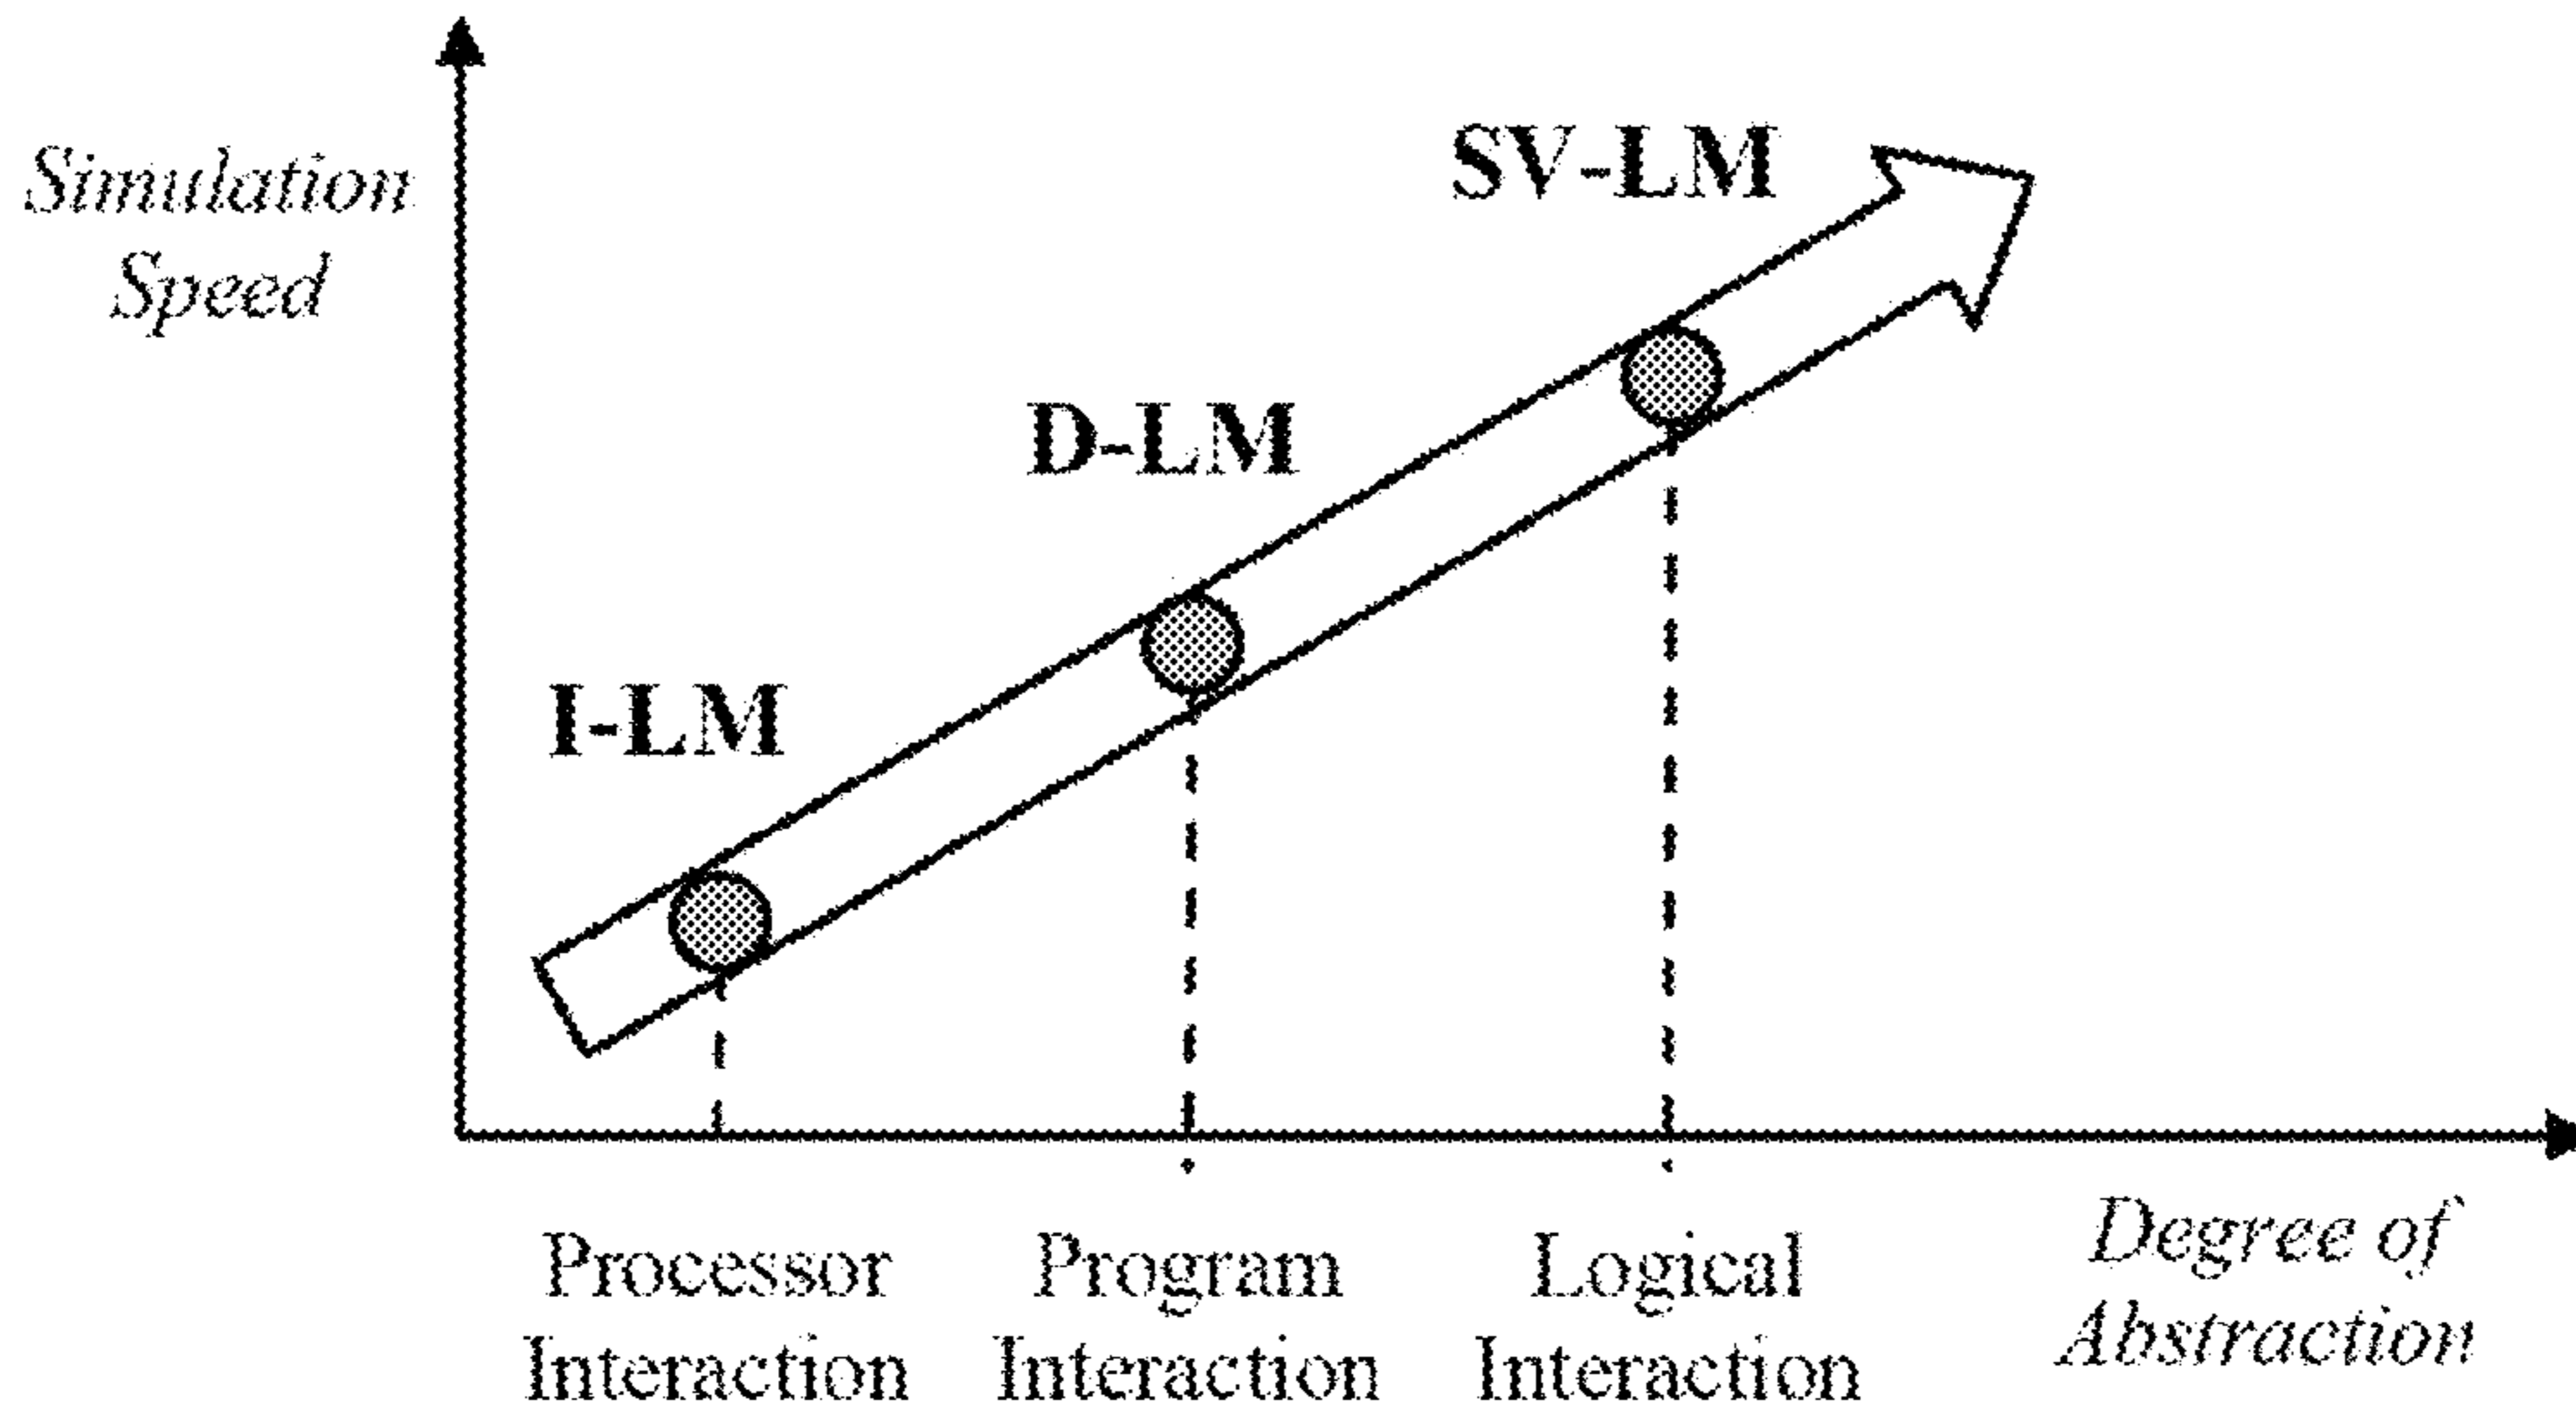 Simulation
Speed
SV-LM
D-LM
I-LM
Processor
Interaction
Program
Interaction
Logical
Interaction
Degree of
Abstraction